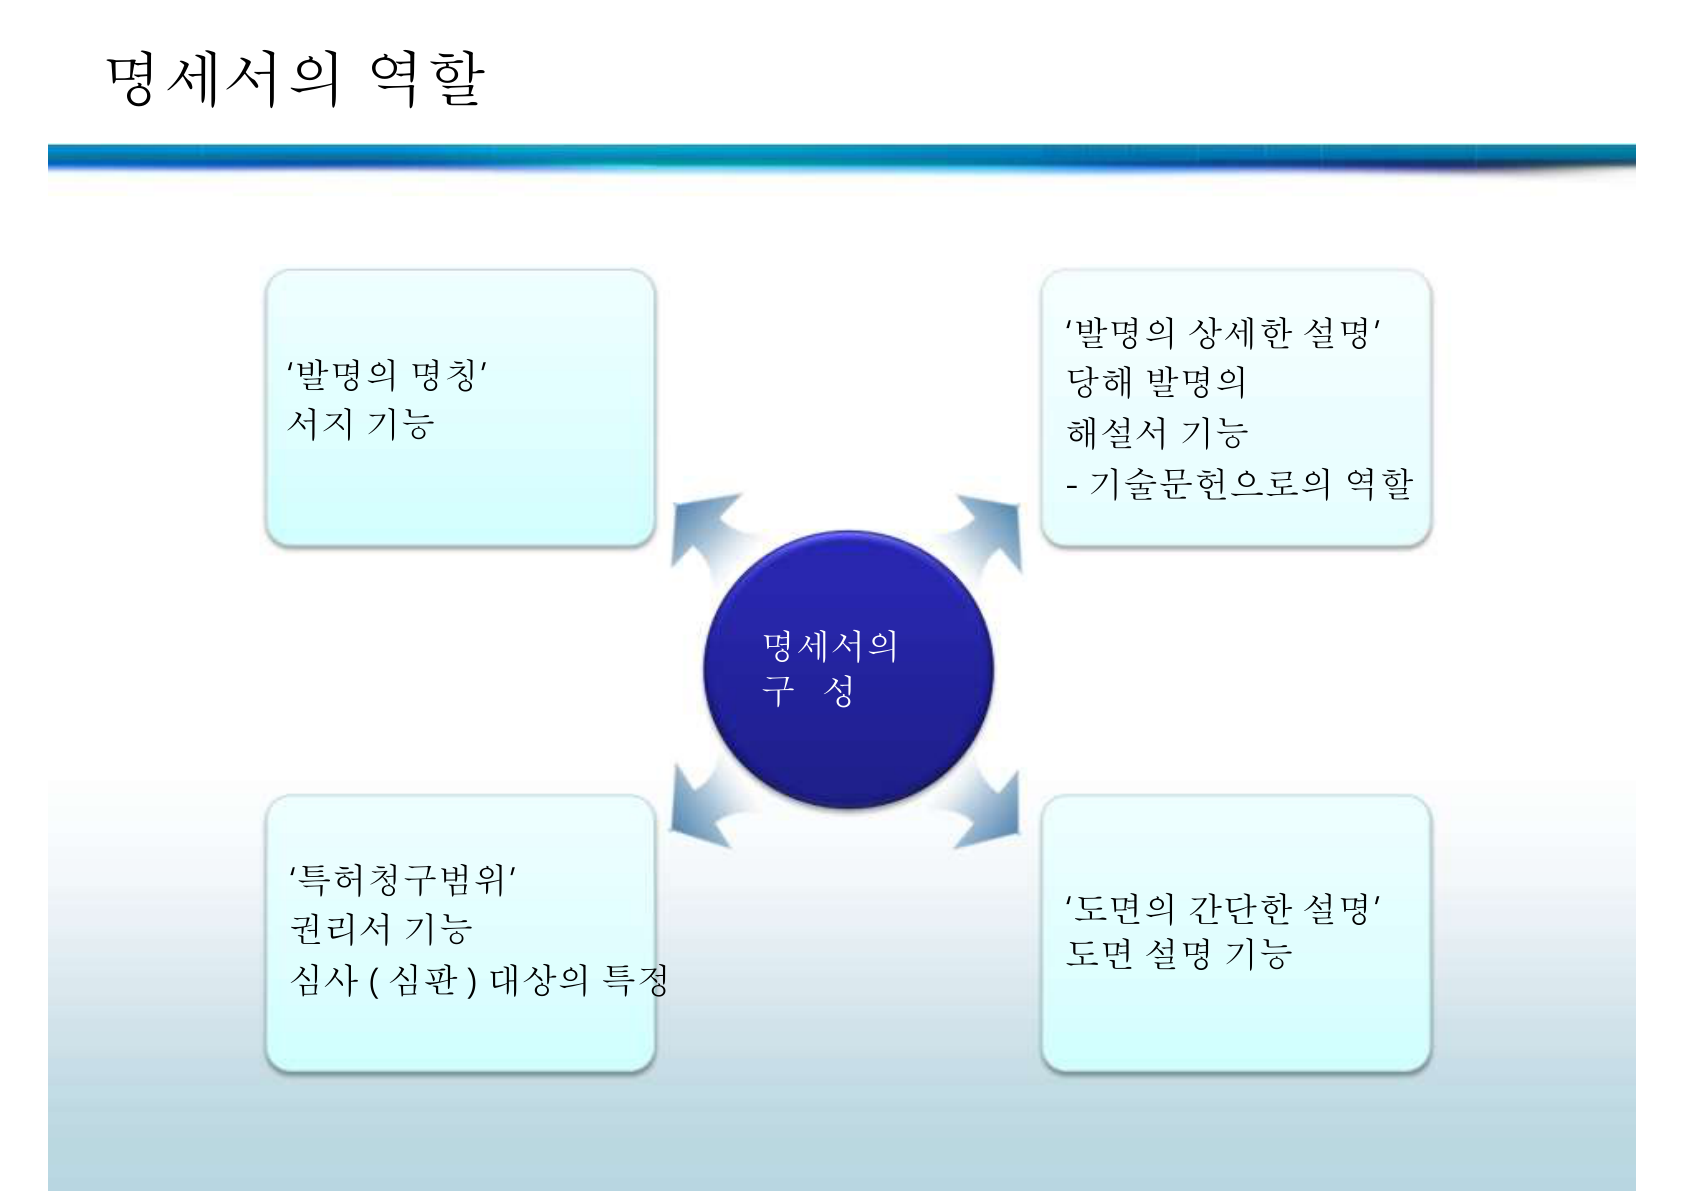 명세서의 역할
‘발명의 명칭’
서지 기능
‘발명의 상세한 설명’
당해 발명의
해설서 기능
- 기술문헌으로의 역할
명세서의
구 성
‘특허청구범위’
권리서 기능
심사 ( 심판 ) 대상의 특정
‘도면의 간단한 설명’
도면 설명 기능